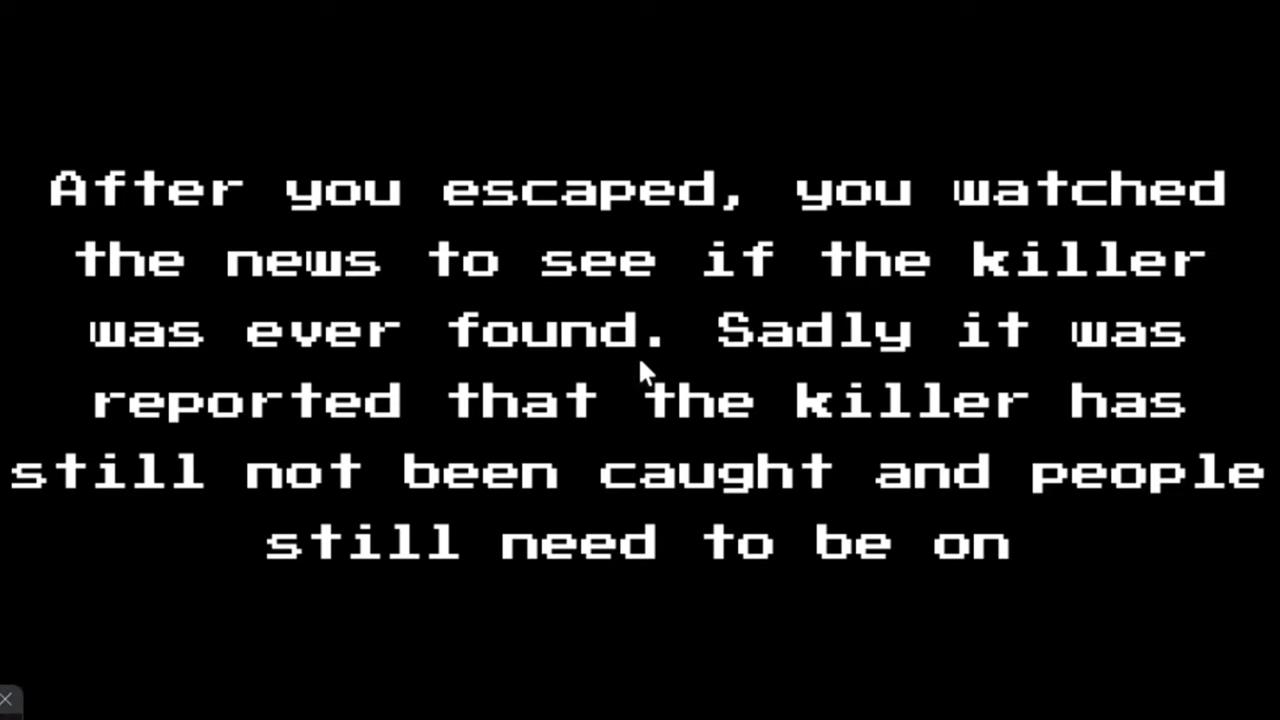 After you escaped, you watched
the news to see if the killer
was ever found. Sadly it was
reported that the killer has
still not been caught and people
still need to be on